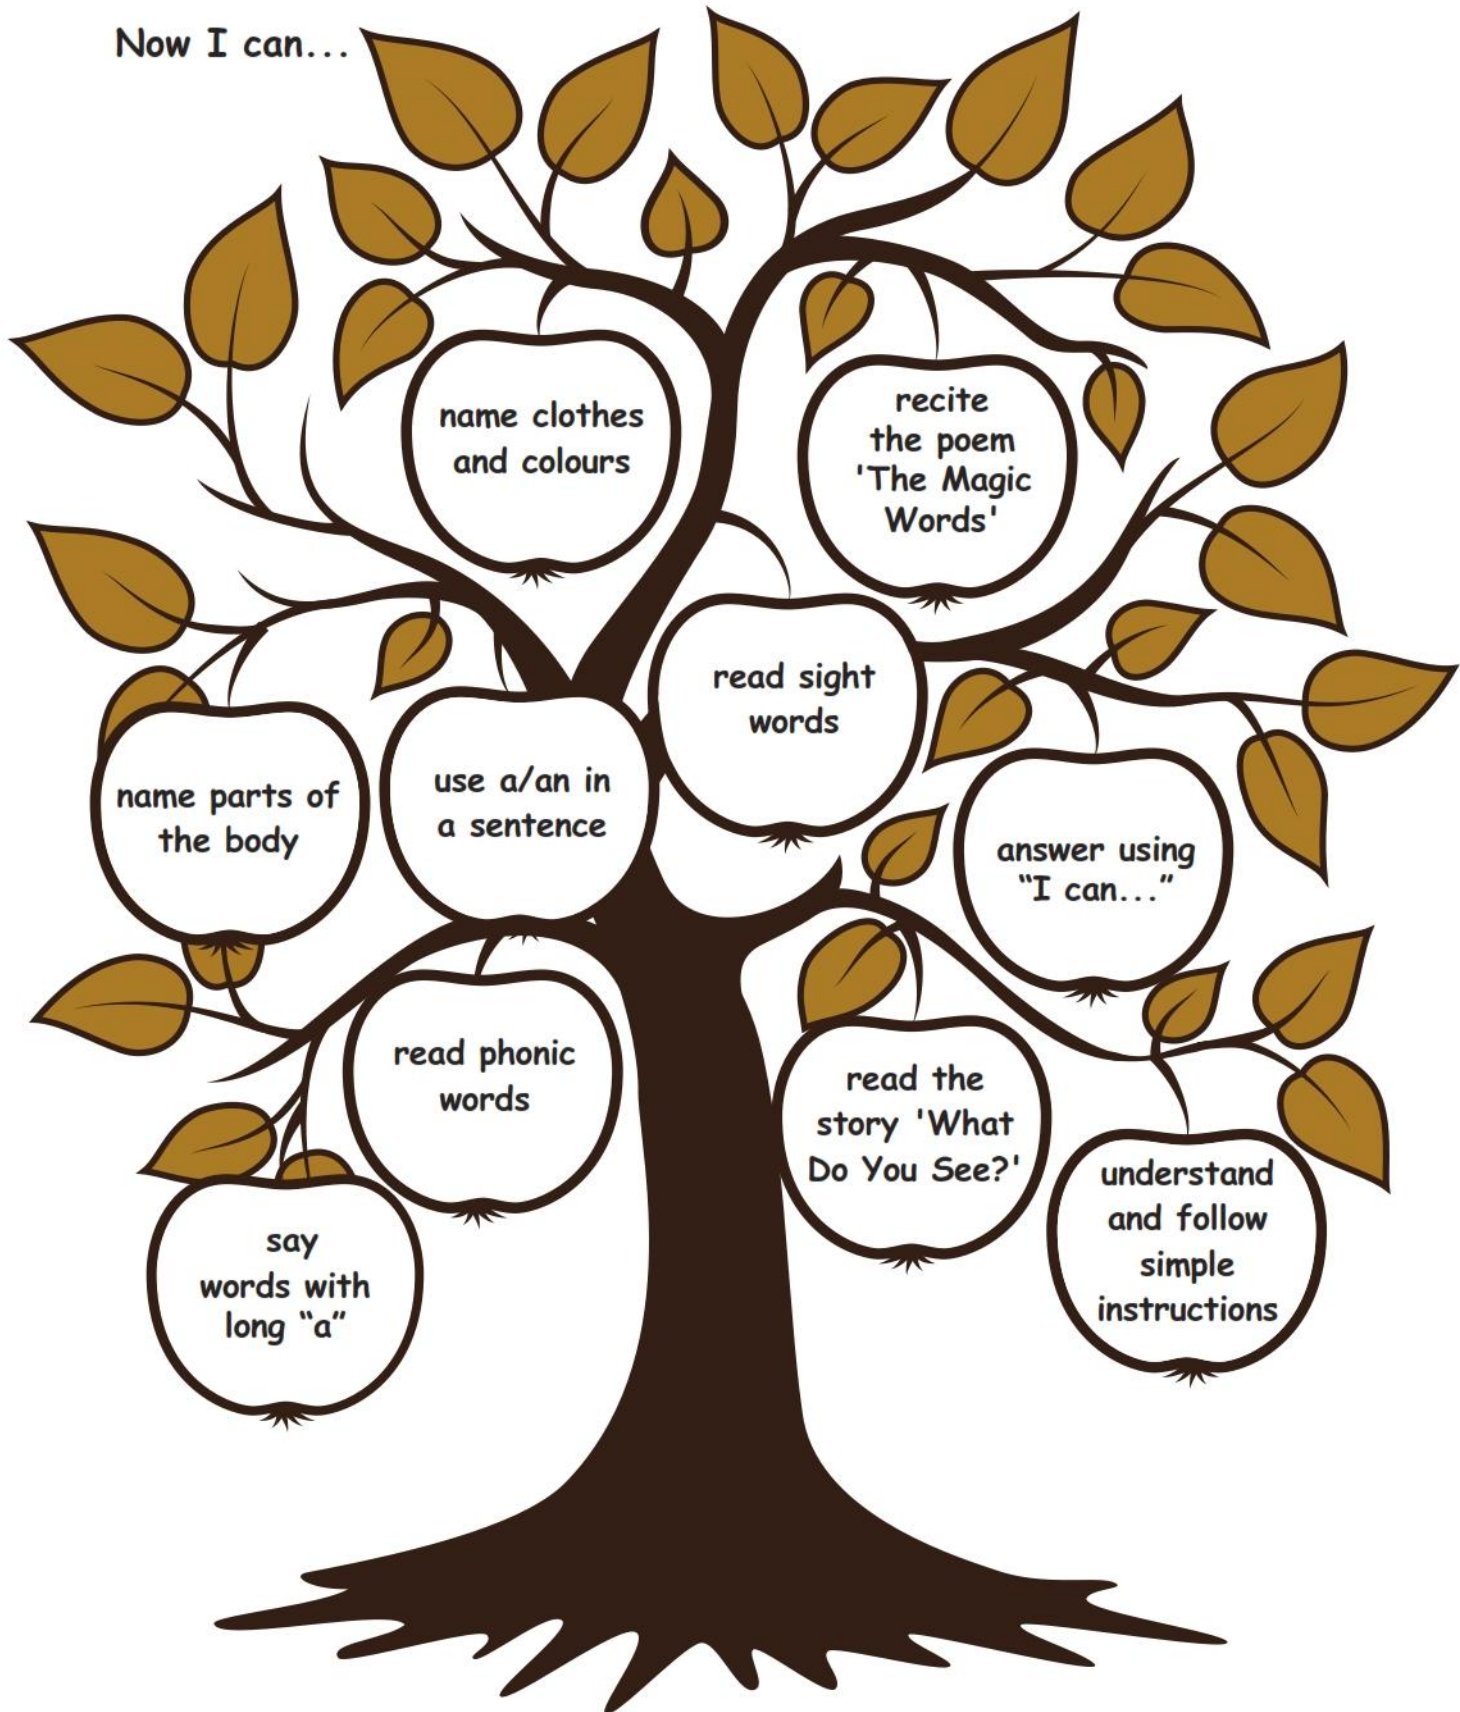 Now I can...
name clothes
and colours
recite
the poem
'The Magic
Words'
read sight
words
name parts of
the body
use a/an in
a sentence
answer using
“I can...”
read phonic
words
read the
story 'What
Do You See?'
understand
and follow
simple
instructions
say
words with
long “a”